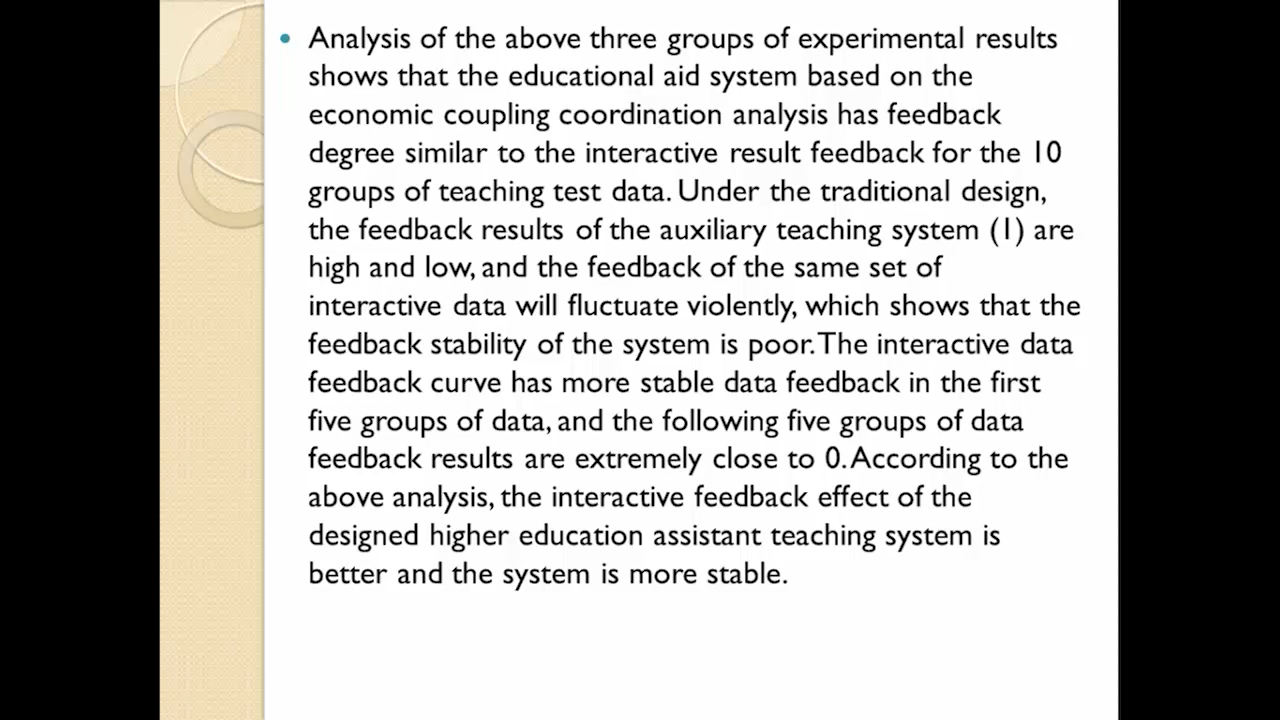 • Analysis of the above three groups of experimental results
shows that the educational aid system based on the
economic coupling coordination analysis has feedback
degree similar to the interactive result feedback for the 10
groups of teaching test data. Under the traditional design,
the feedback results of the auxiliary teaching system (1) are
high and low, and the feedback of the same set of
interactive data will fluctuate violently, which shows that the
feedback stability of the system is poor. The interactive data
feedback curve has more stable data feedback in the first
five groups of data, and the following five groups of data
feedback results are extremely close to 0. According to the
above analysis, the interactive feedback effect of the
designed higher education assistant teaching system is
better and the system is more stable.